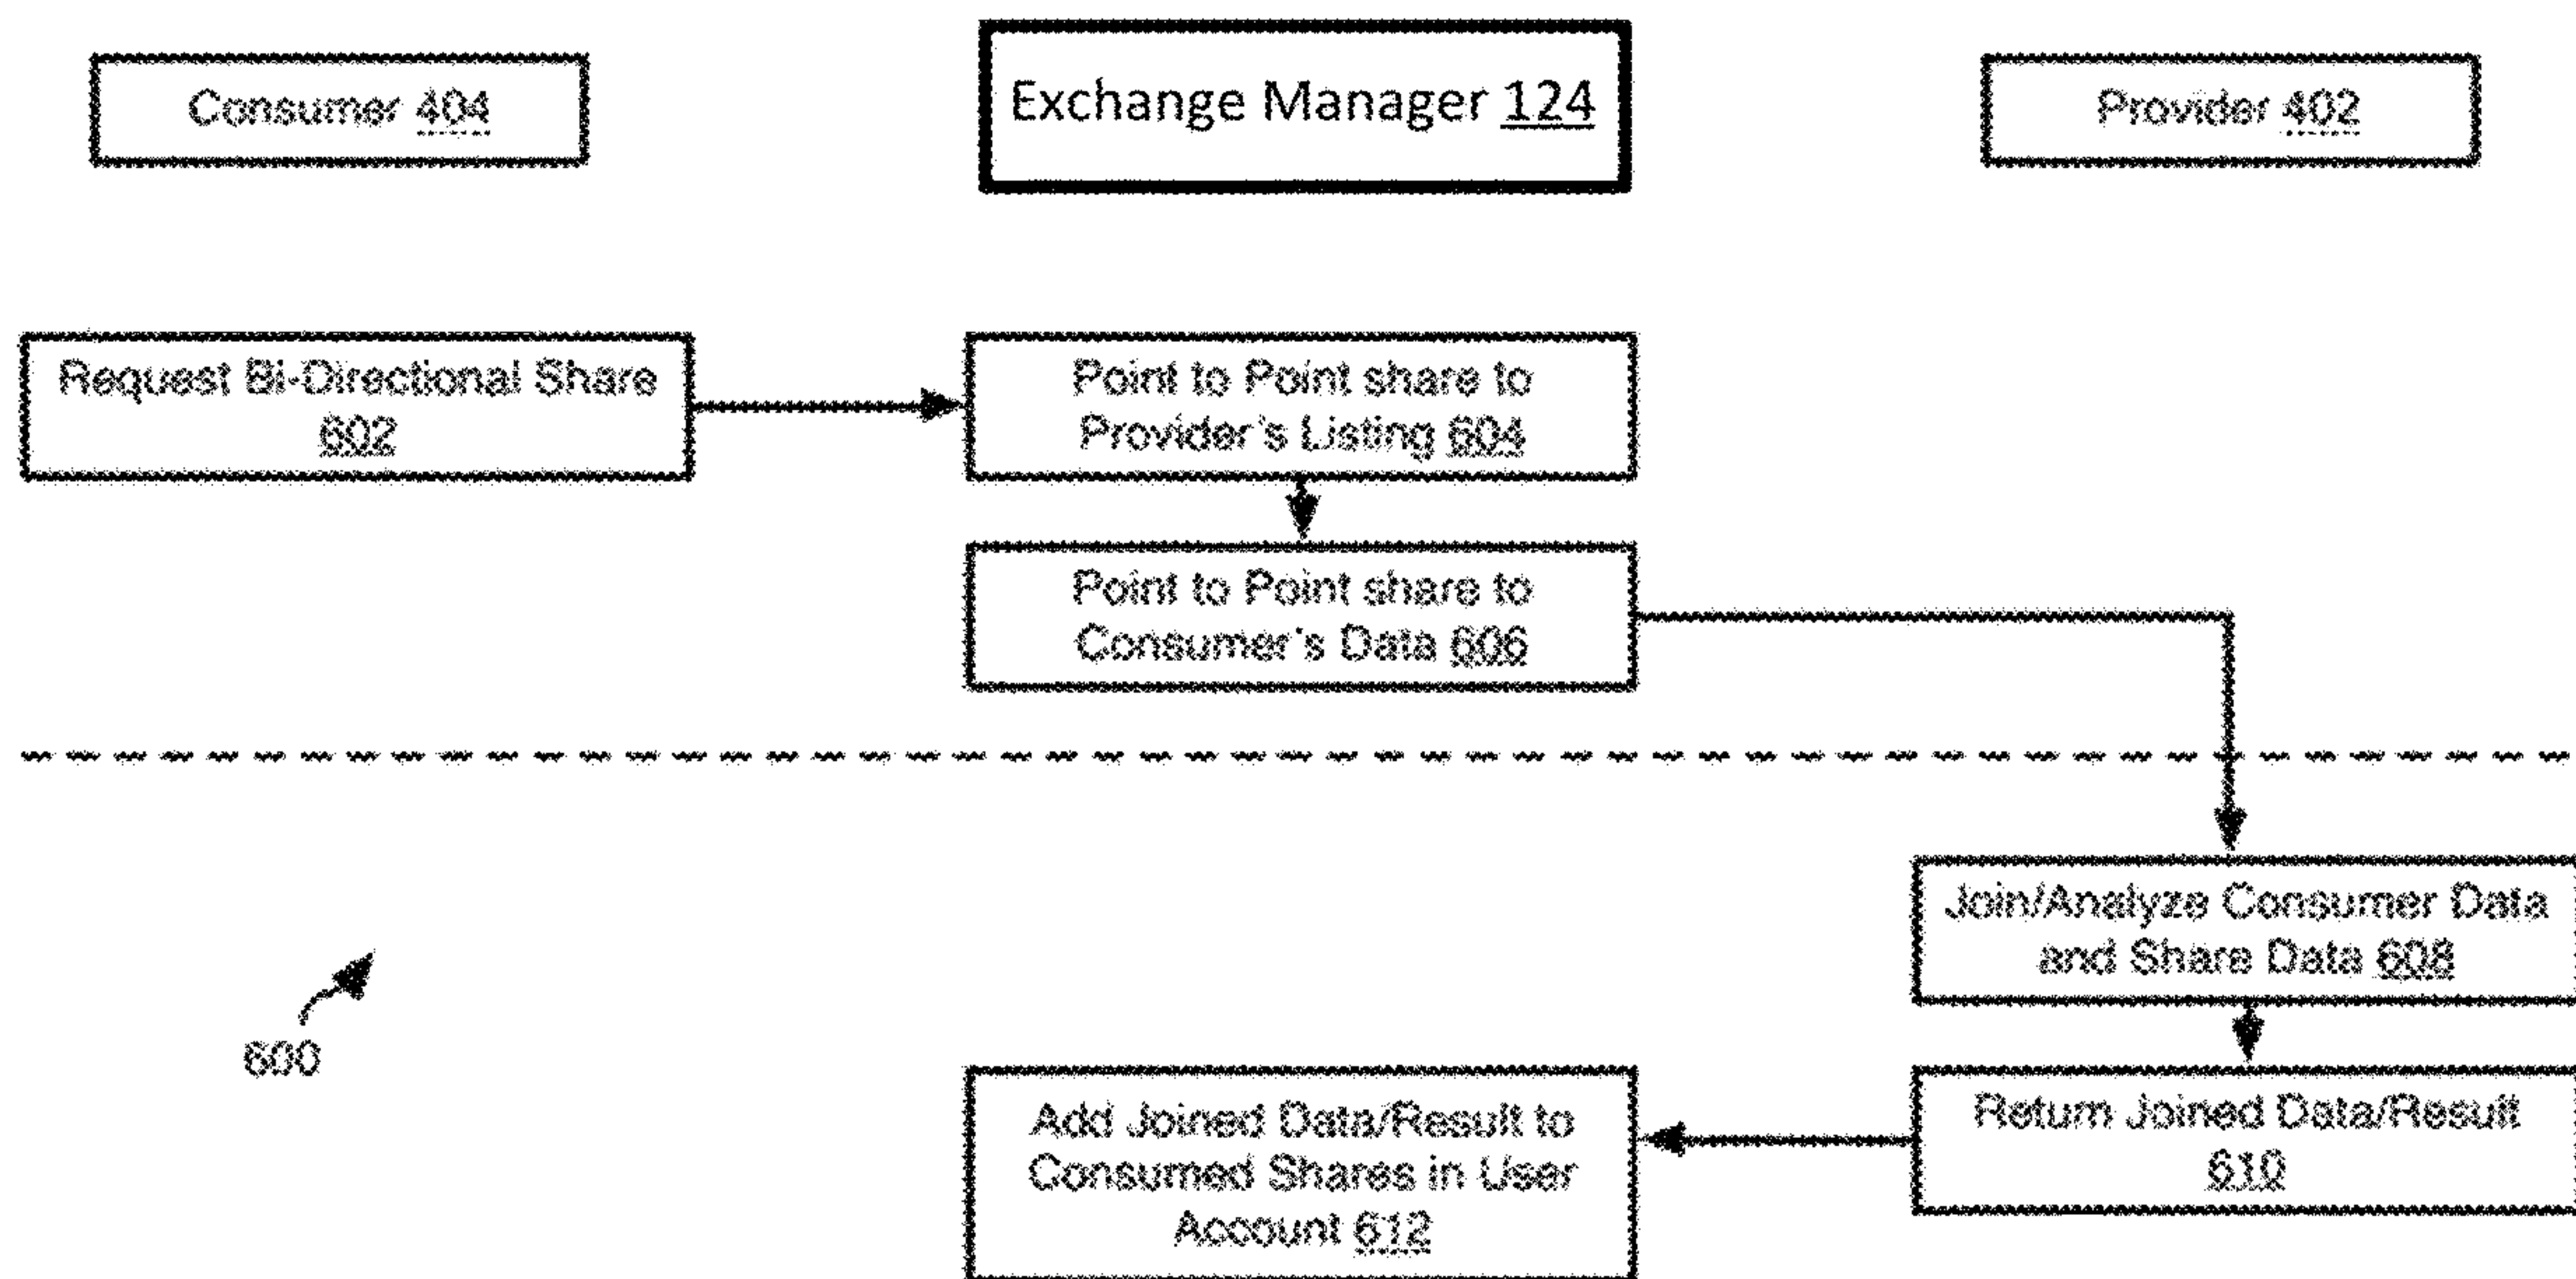 Consumer 404
Exchange Manager 124
Provider 402
Request Bi-Directional Share
602
Point to Point share to
Provider's Listing 604
Point to Point share to
Consumer's Data 606
Join/Analyze Consumer Data
and Share Data 608
600
Return Joined Data/Result
610
Add Joined Data/Result to
Consumed Shares in User
Account 612